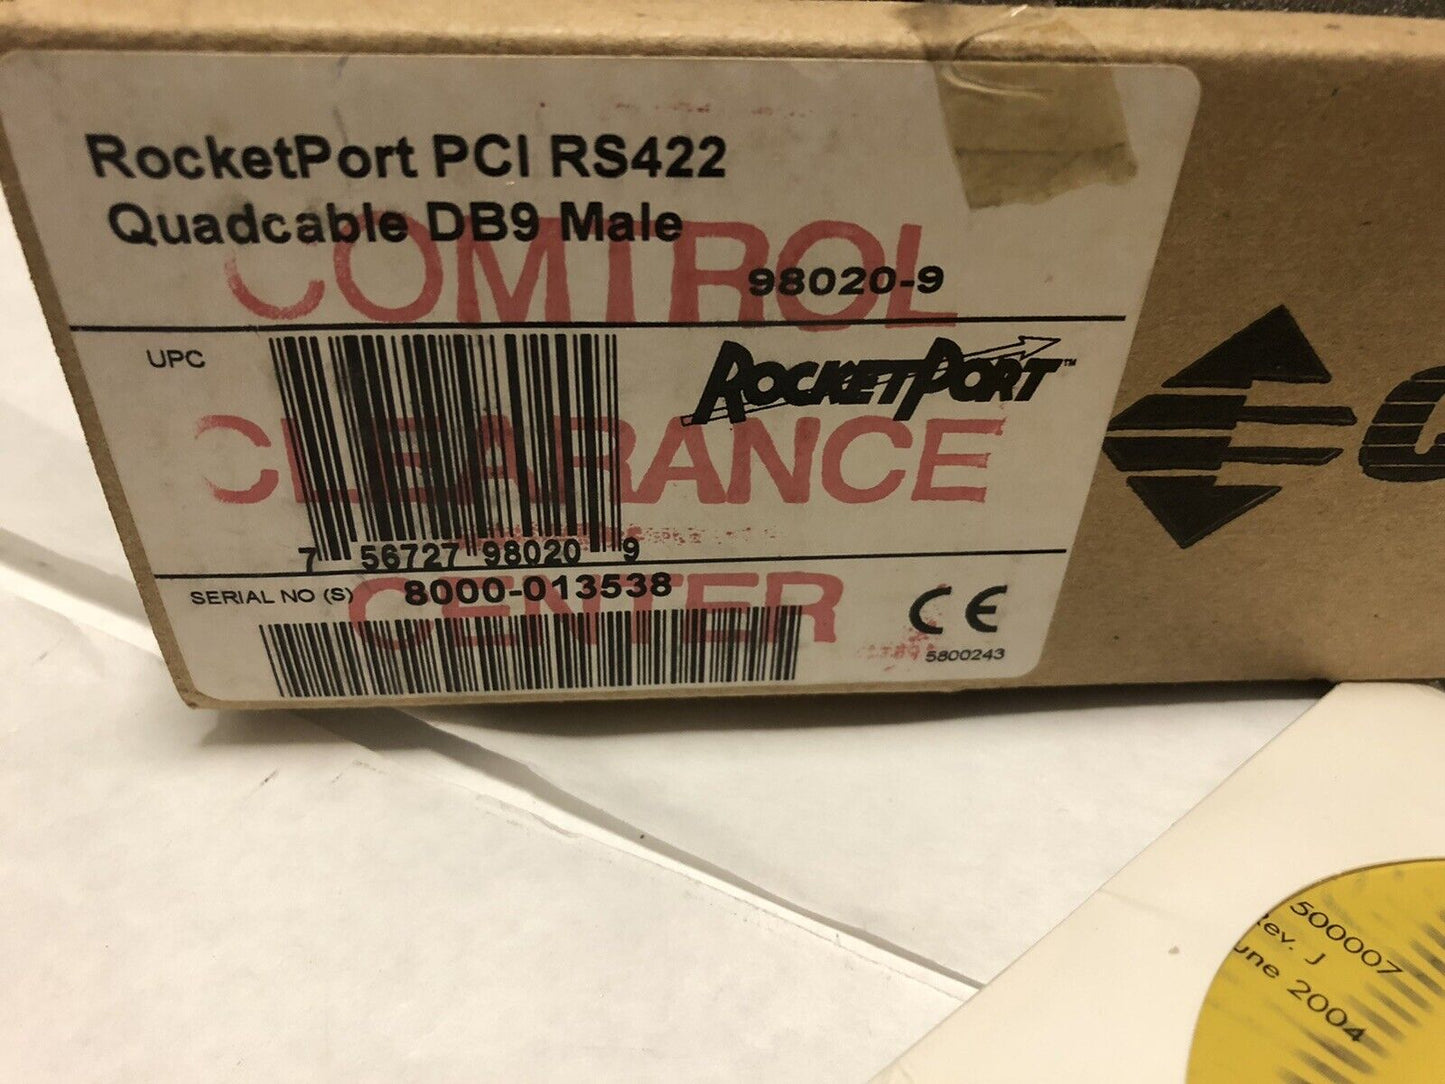 RocketPort PCI RS422
Quadcable DB9 Male
98020-9
COMTROL
CLEARANCE
CENTER
UPC
ROCKETPORT™
7 56727 98020 9
SERIAL NO (S) 8000-013538
CE
5800243
500007
Rev. J
June 2004